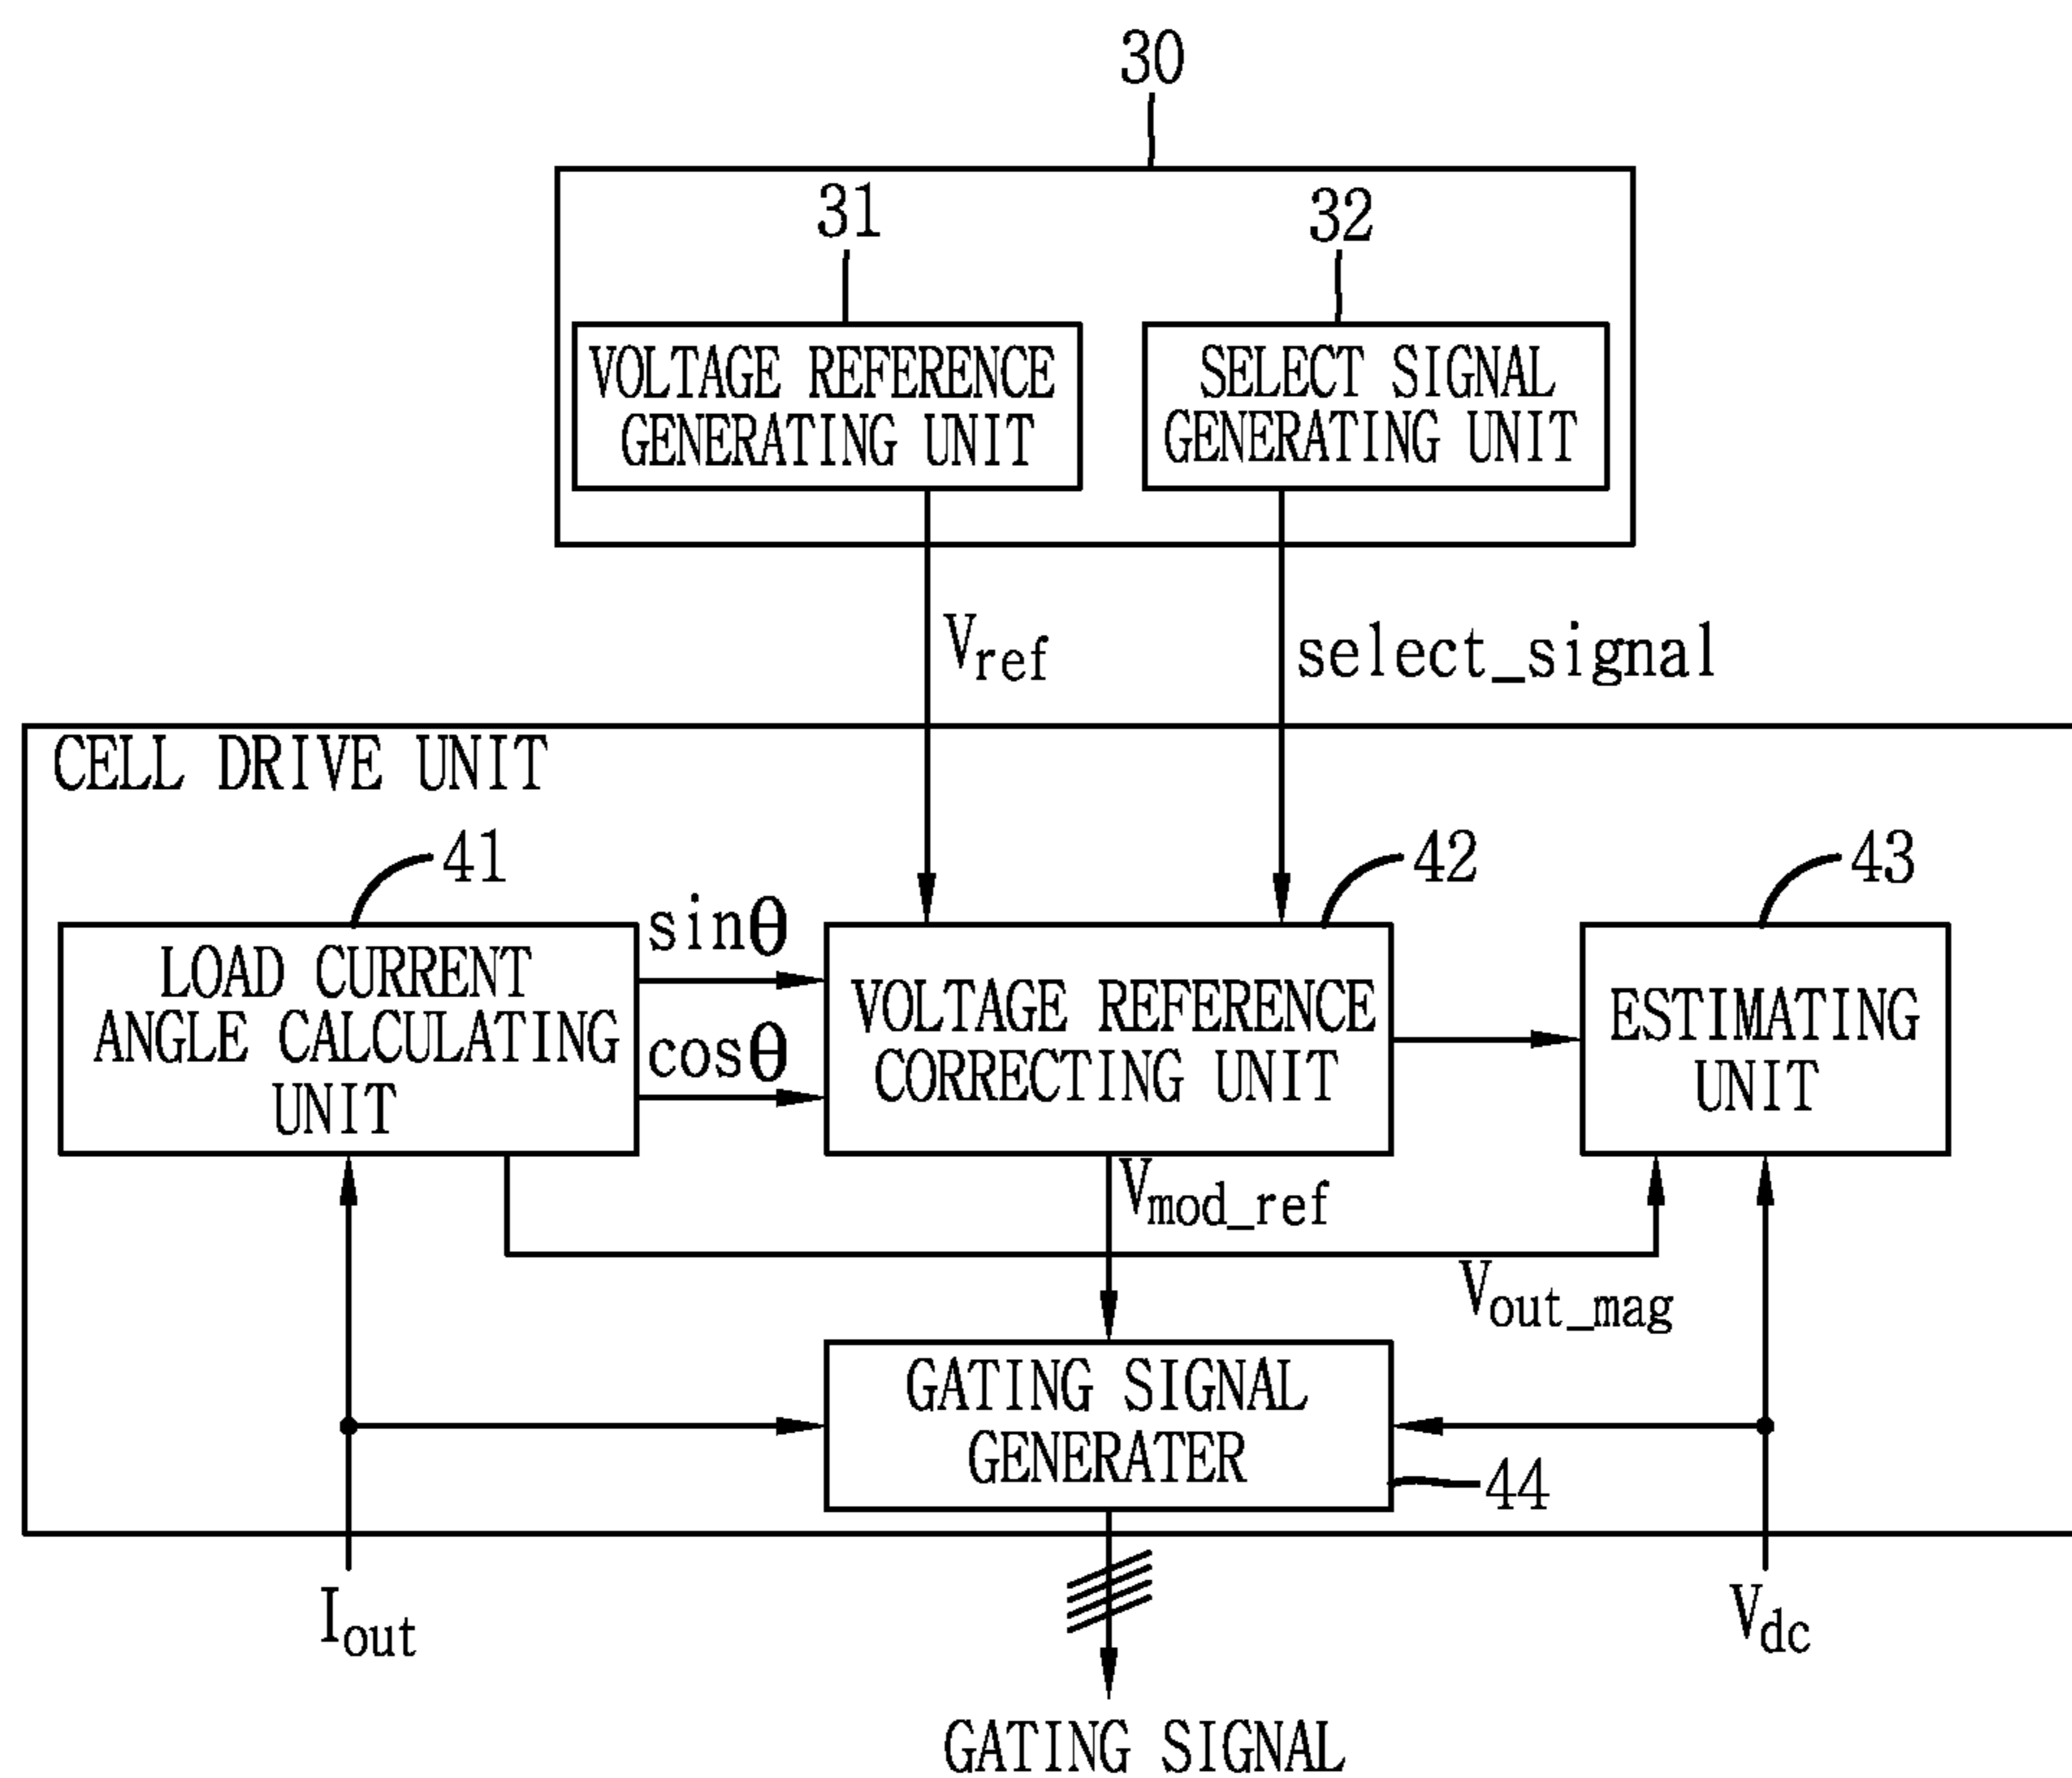 30
31
32
VOLTAGE REFERENCE
GENERATING UNIT
SELECT SIGNAL
GENERATING UNIT
Vref
select_signal
CELL DRIVE UNIT
41
42
43
LOAD CURRENT
ANGLE CALCULATING
UNIT
sinθ
cosθ
VOLTAGE REFERENCE
CORRECTING UNIT
ESTIMATING
UNIT
Vmod_ref
Vout_mag
GATING SIGNAL
GENERATER
44
Iout
Vdc
GATING SIGNAL